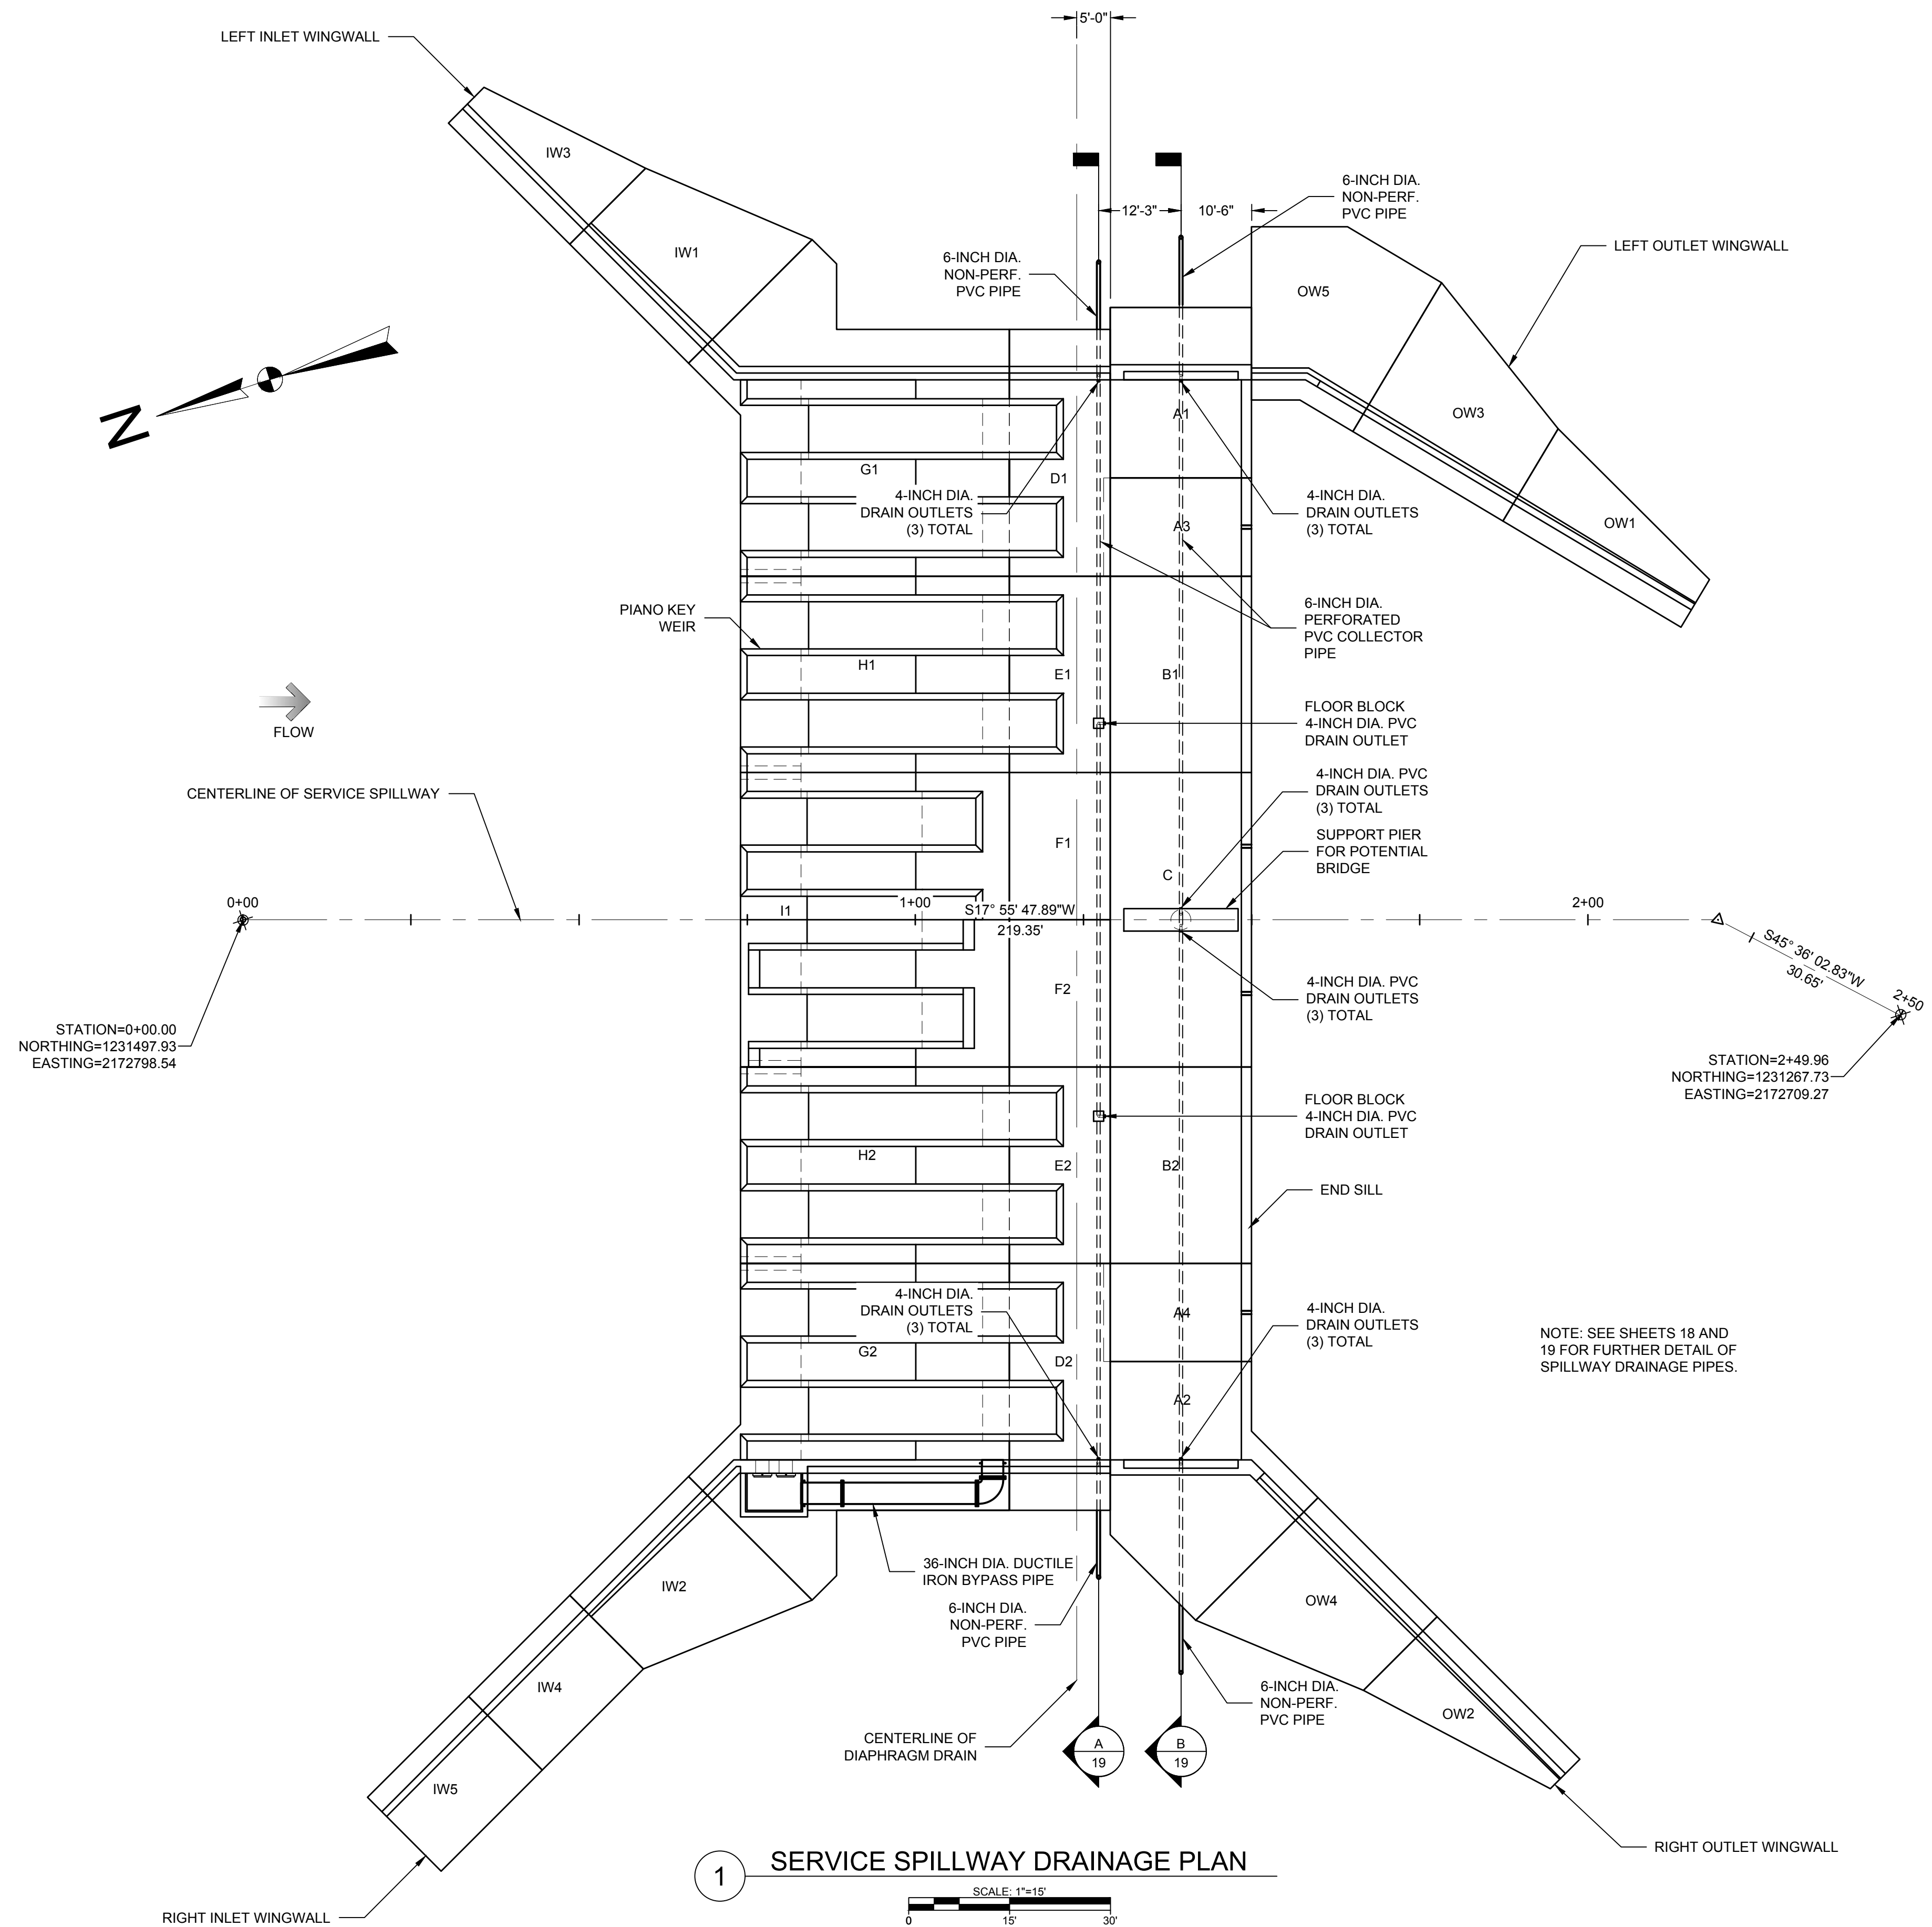 5'-0"
LEFT INLET WINGWALL
IW3
6-INCH DIA.
NON-PERF.
PVC PIPE
12'-3"
10'-6"
LEFT OUTLET WINGWALL
IW1
6-INCH DIA.
NON-PERF.
PVC PIPE
OW5
N
A1
OW3
G1
D1
4-INCH DIA.
DRAIN OUTLETS
(3) TOTAL
4-INCH DIA.
DRAIN OUTLETS
(3) TOTAL
A3
OW1
PIANO KEY
WEIR
6-INCH DIA.
PERFORATED
PVC COLLECTOR
PIPE
H1
E1
B1
FLOW
FLOOR BLOCK
4-INCH DIA. PVC
DRAIN OUTLET
CENTERLINE OF SERVICE SPILLWAY
4-INCH DIA. PVC
DRAIN OUTLETS
(3) TOTAL
SUPPORT PIER
FOR POTENTIAL
BRIDGE
F1
C
0+00
I1
1+00
S17° 55' 47.89"W
219.35'
2+00
S45° 36' 02.83"W
30.65'
2+50
F2
4-INCH DIA. PVC
DRAIN OUTLETS
(3) TOTAL
STATION=0+00.00
NORTHING=1231497.93
EASTING=2172798.54
STATION=2+49.96
NORTHING=1231267.73
EASTING=2172709.27
FLOOR BLOCK
4-INCH DIA. PVC
DRAIN OUTLET
H2
E2
B2
END SILL
4-INCH DIA.
DRAIN OUTLETS
(3) TOTAL
A4
4-INCH DIA.
DRAIN OUTLETS
(3) TOTAL
NOTE: SEE SHEETS 18 AND
19 FOR FURTHER DETAIL OF
SPILLWAY DRAINAGE PIPES.
G2
D2
A2
36-INCH DIA. DUCTILE
IRON BYPASS PIPE
IW2
OW4
6-INCH DIA.
NON-PERF.
PVC PIPE
IW4
6-INCH DIA.
NON-PERF.
PVC PIPE
OW2
CENTERLINE OF
DIAPHRAGM DRAIN
A
19
B
19
IW5
RIGHT OUTLET WINGWALL
1
SERVICE SPILLWAY DRAINAGE PLAN
SCALE: 1"=15'
0 15' 30'
RIGHT INLET WINGWALL